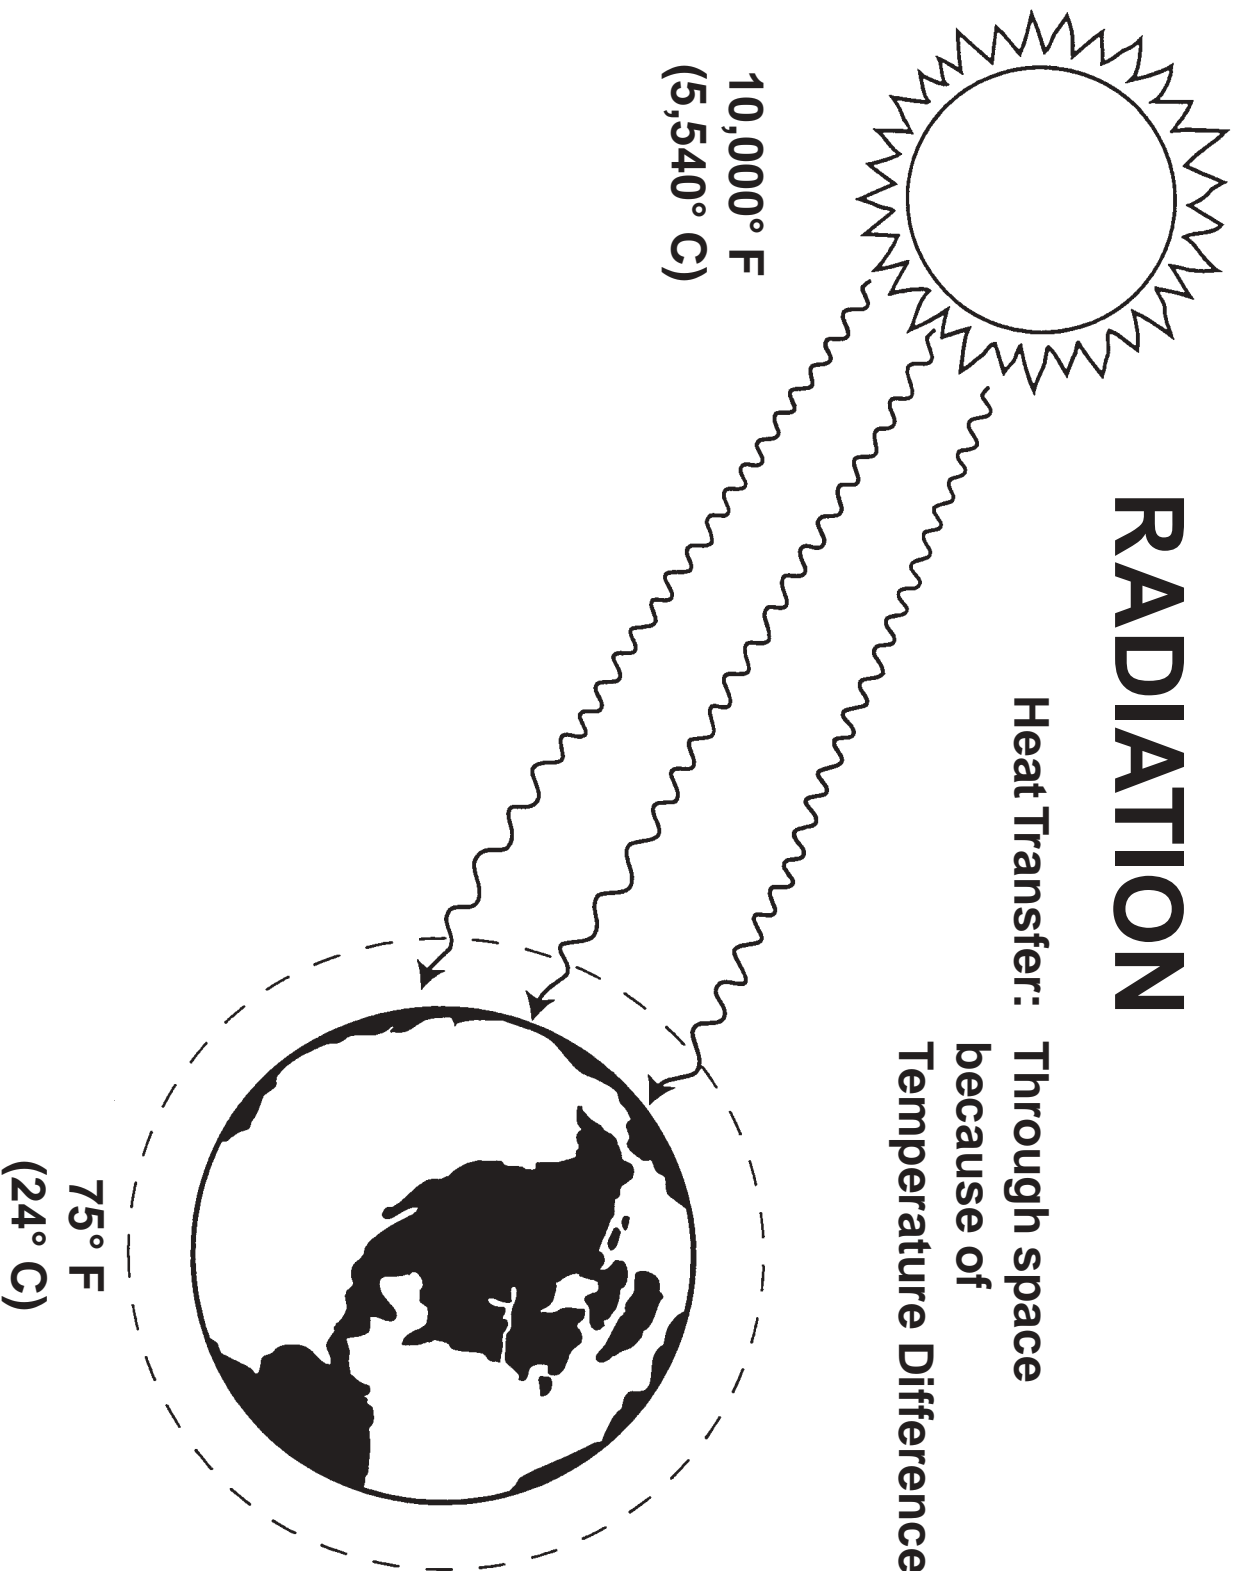 RADIATION
Heat Transfer: Through space
because of
Temperature Difference
10,000° F
(5,540° C)
75° F
(24° C)